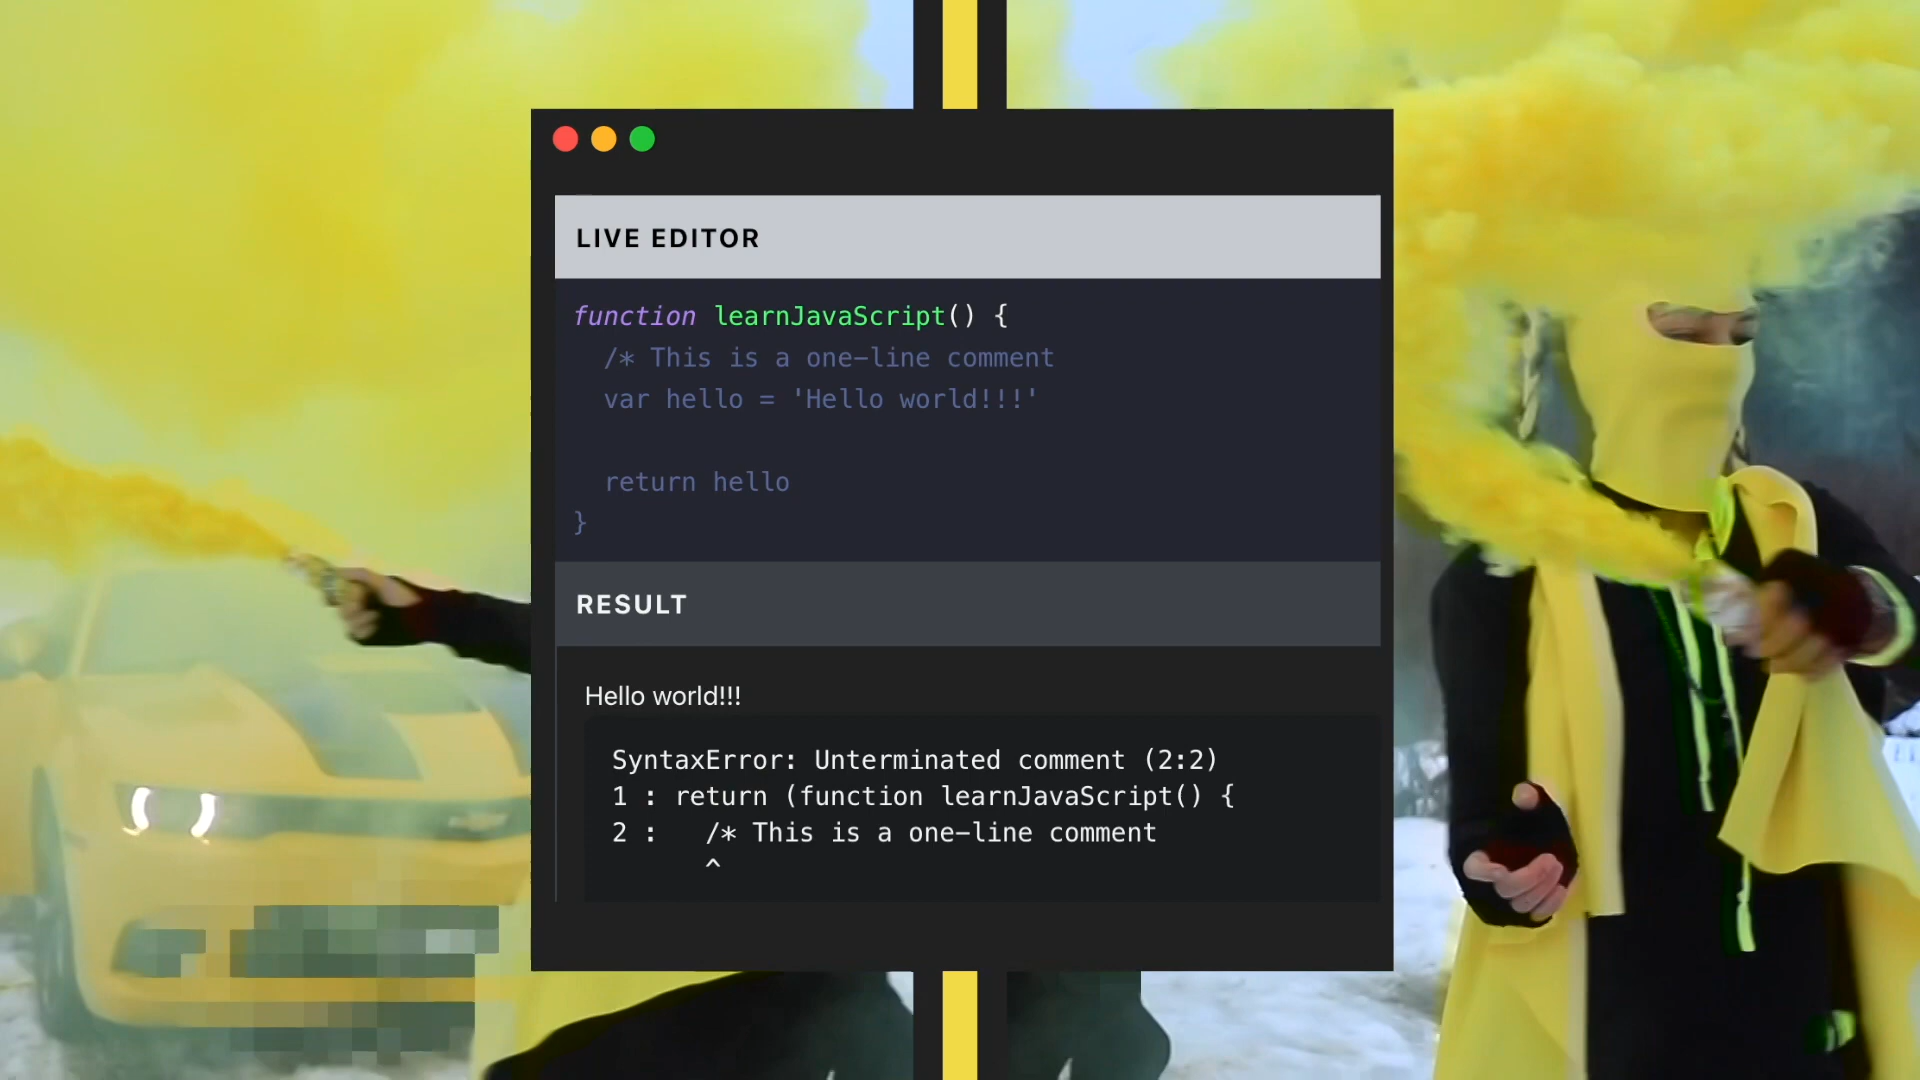 LIVE EDITOR
function learnJavaScript() {
/* This is a one-line comment
var hello = 'Hello world!!!'
return hello
}
RESULT
Hello world!!!
SyntaxError: Unterminated comment (2:2)
1 : return (function learnJavaScript() {
2 :   /* This is a one-line comment
^